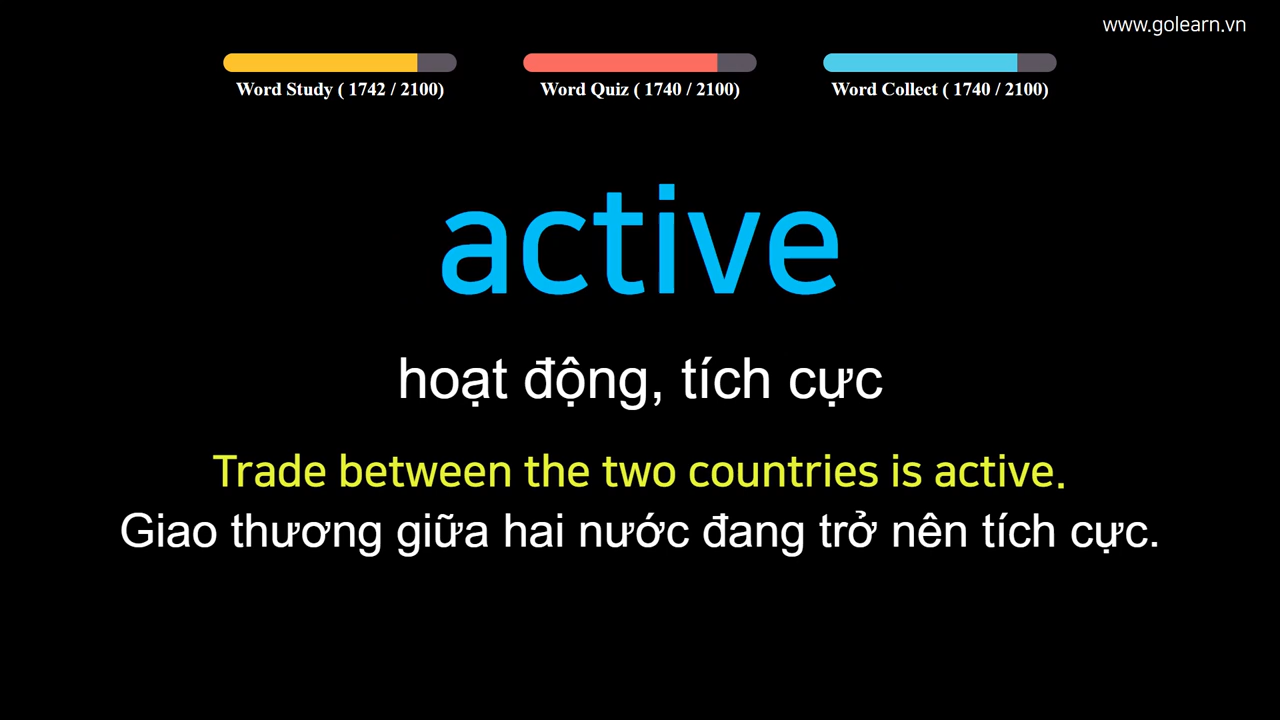 www.golearn.vn
Word Study ( 1742 / 2100)
Word Quiz ( 1740 / 2100)
Word Collect ( 1740 / 2100)
active
hoạt động, tích cực
Trade between the two countries is active.
Giao thương giữa hai nước đang trở nên tích cực.